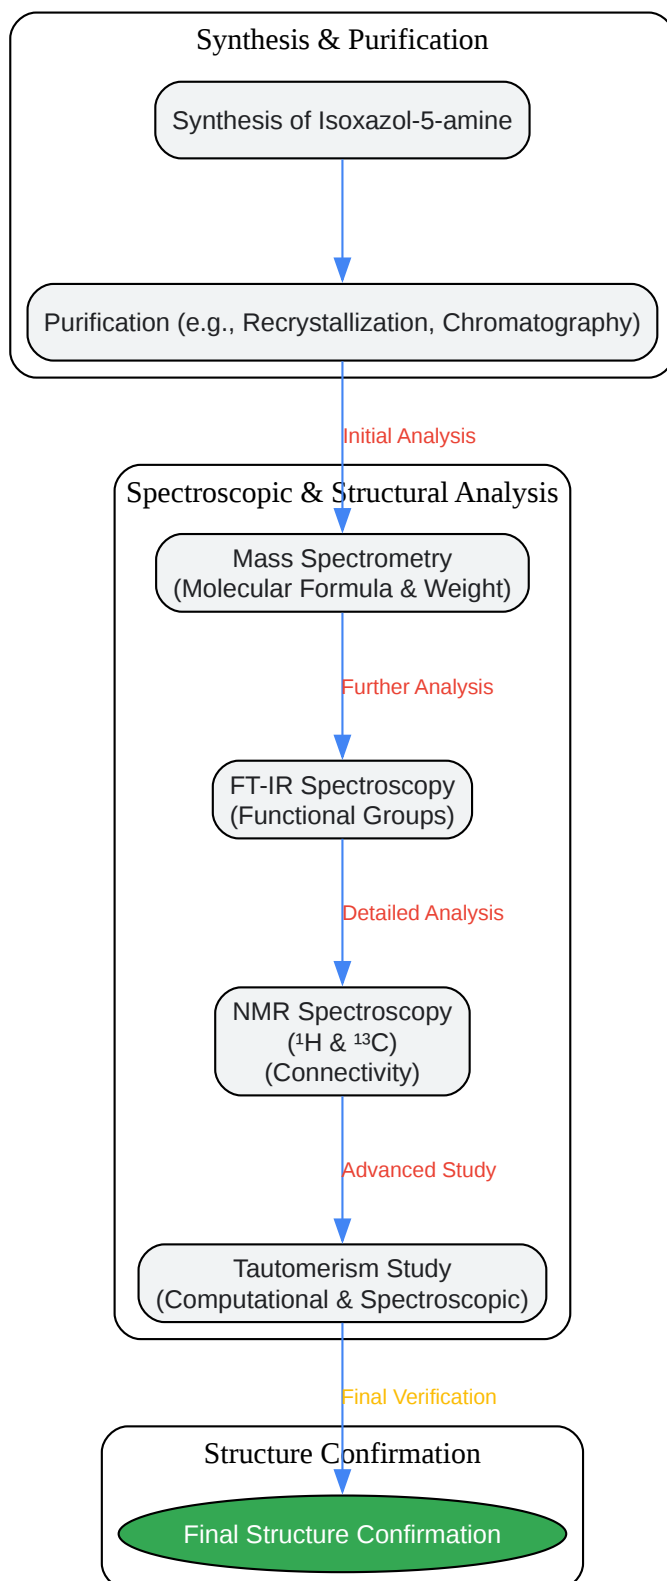 Synthesis & Purification
Synthesis of Isoxazol-5-amine
Purification (e.g., Recrystallization, Chromatography)
Initial Analysis
Spectroscopic & Structural Analysis
Mass Spectrometry
(Molecular Formula & Weight)
Further Analysis
FT-IR Spectroscopy
(Functional Groups)
Detailed Analysis
NMR Spectroscopy
(¹H & ¹³C)
(Connectivity)
Advanced Study
Tautomerism Study
(Computational & Spectroscopic)
Final Verification
Structure Confirmation
Final Structure Confirmation